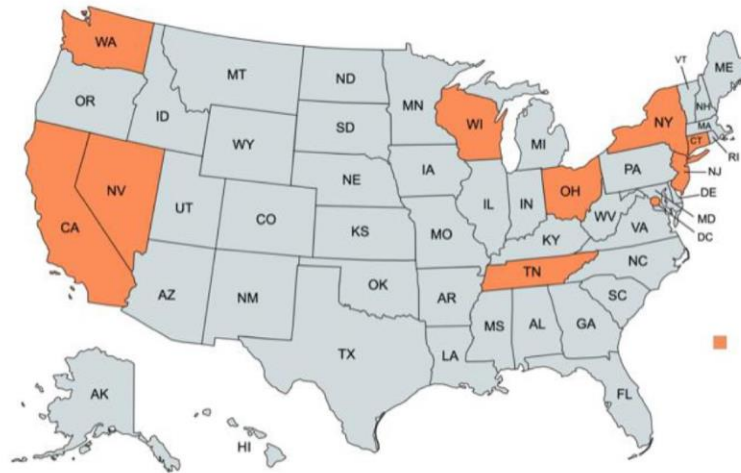 WA
MT
ND
MN
VT
ME
OR
ID
WY
SD
WI
MI
NY
NH
MA
CT
RI
NV
CA
UT
CO
NE
IA
IL
IN
OH
PA
NJ
DE
MD
DC
WV
VA
KS
MO
KY
AZ
NM
OK
AR
TN
NC
SC
TX
LA
MS
AL
GA
FL
AK
HI